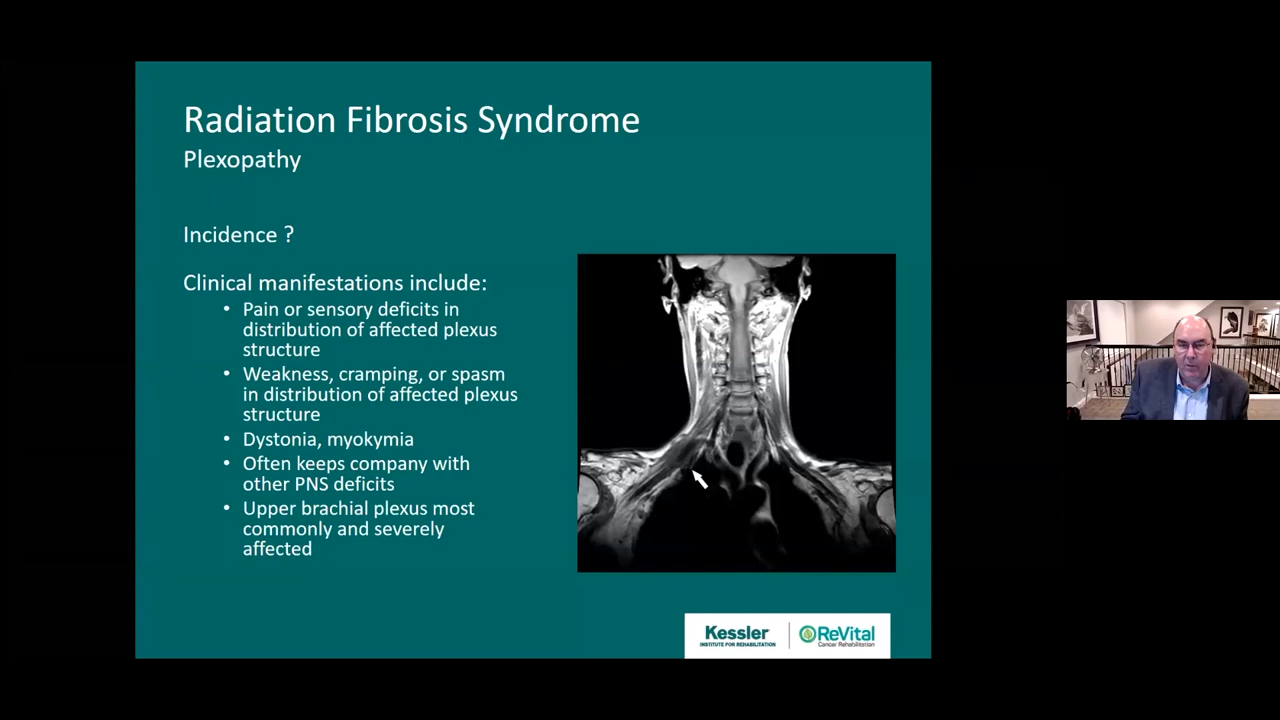 Radiation Fibrosis Syndrome
Plexopathy
Incidence ?
Clinical manifestations include:
• Pain or sensory deficits in
distribution of affected plexus
structure
• Weakness, cramping, or spasm
in distribution of affected plexus
structure
• Dystonia, myokymia
• Often keeps company with
other PNS deficits
• Upper brachial plexus most
commonly and severely
affected
Kessler
INSTITUTE FOR REHABILITATION
ReVital
Cancer Rehabilitation